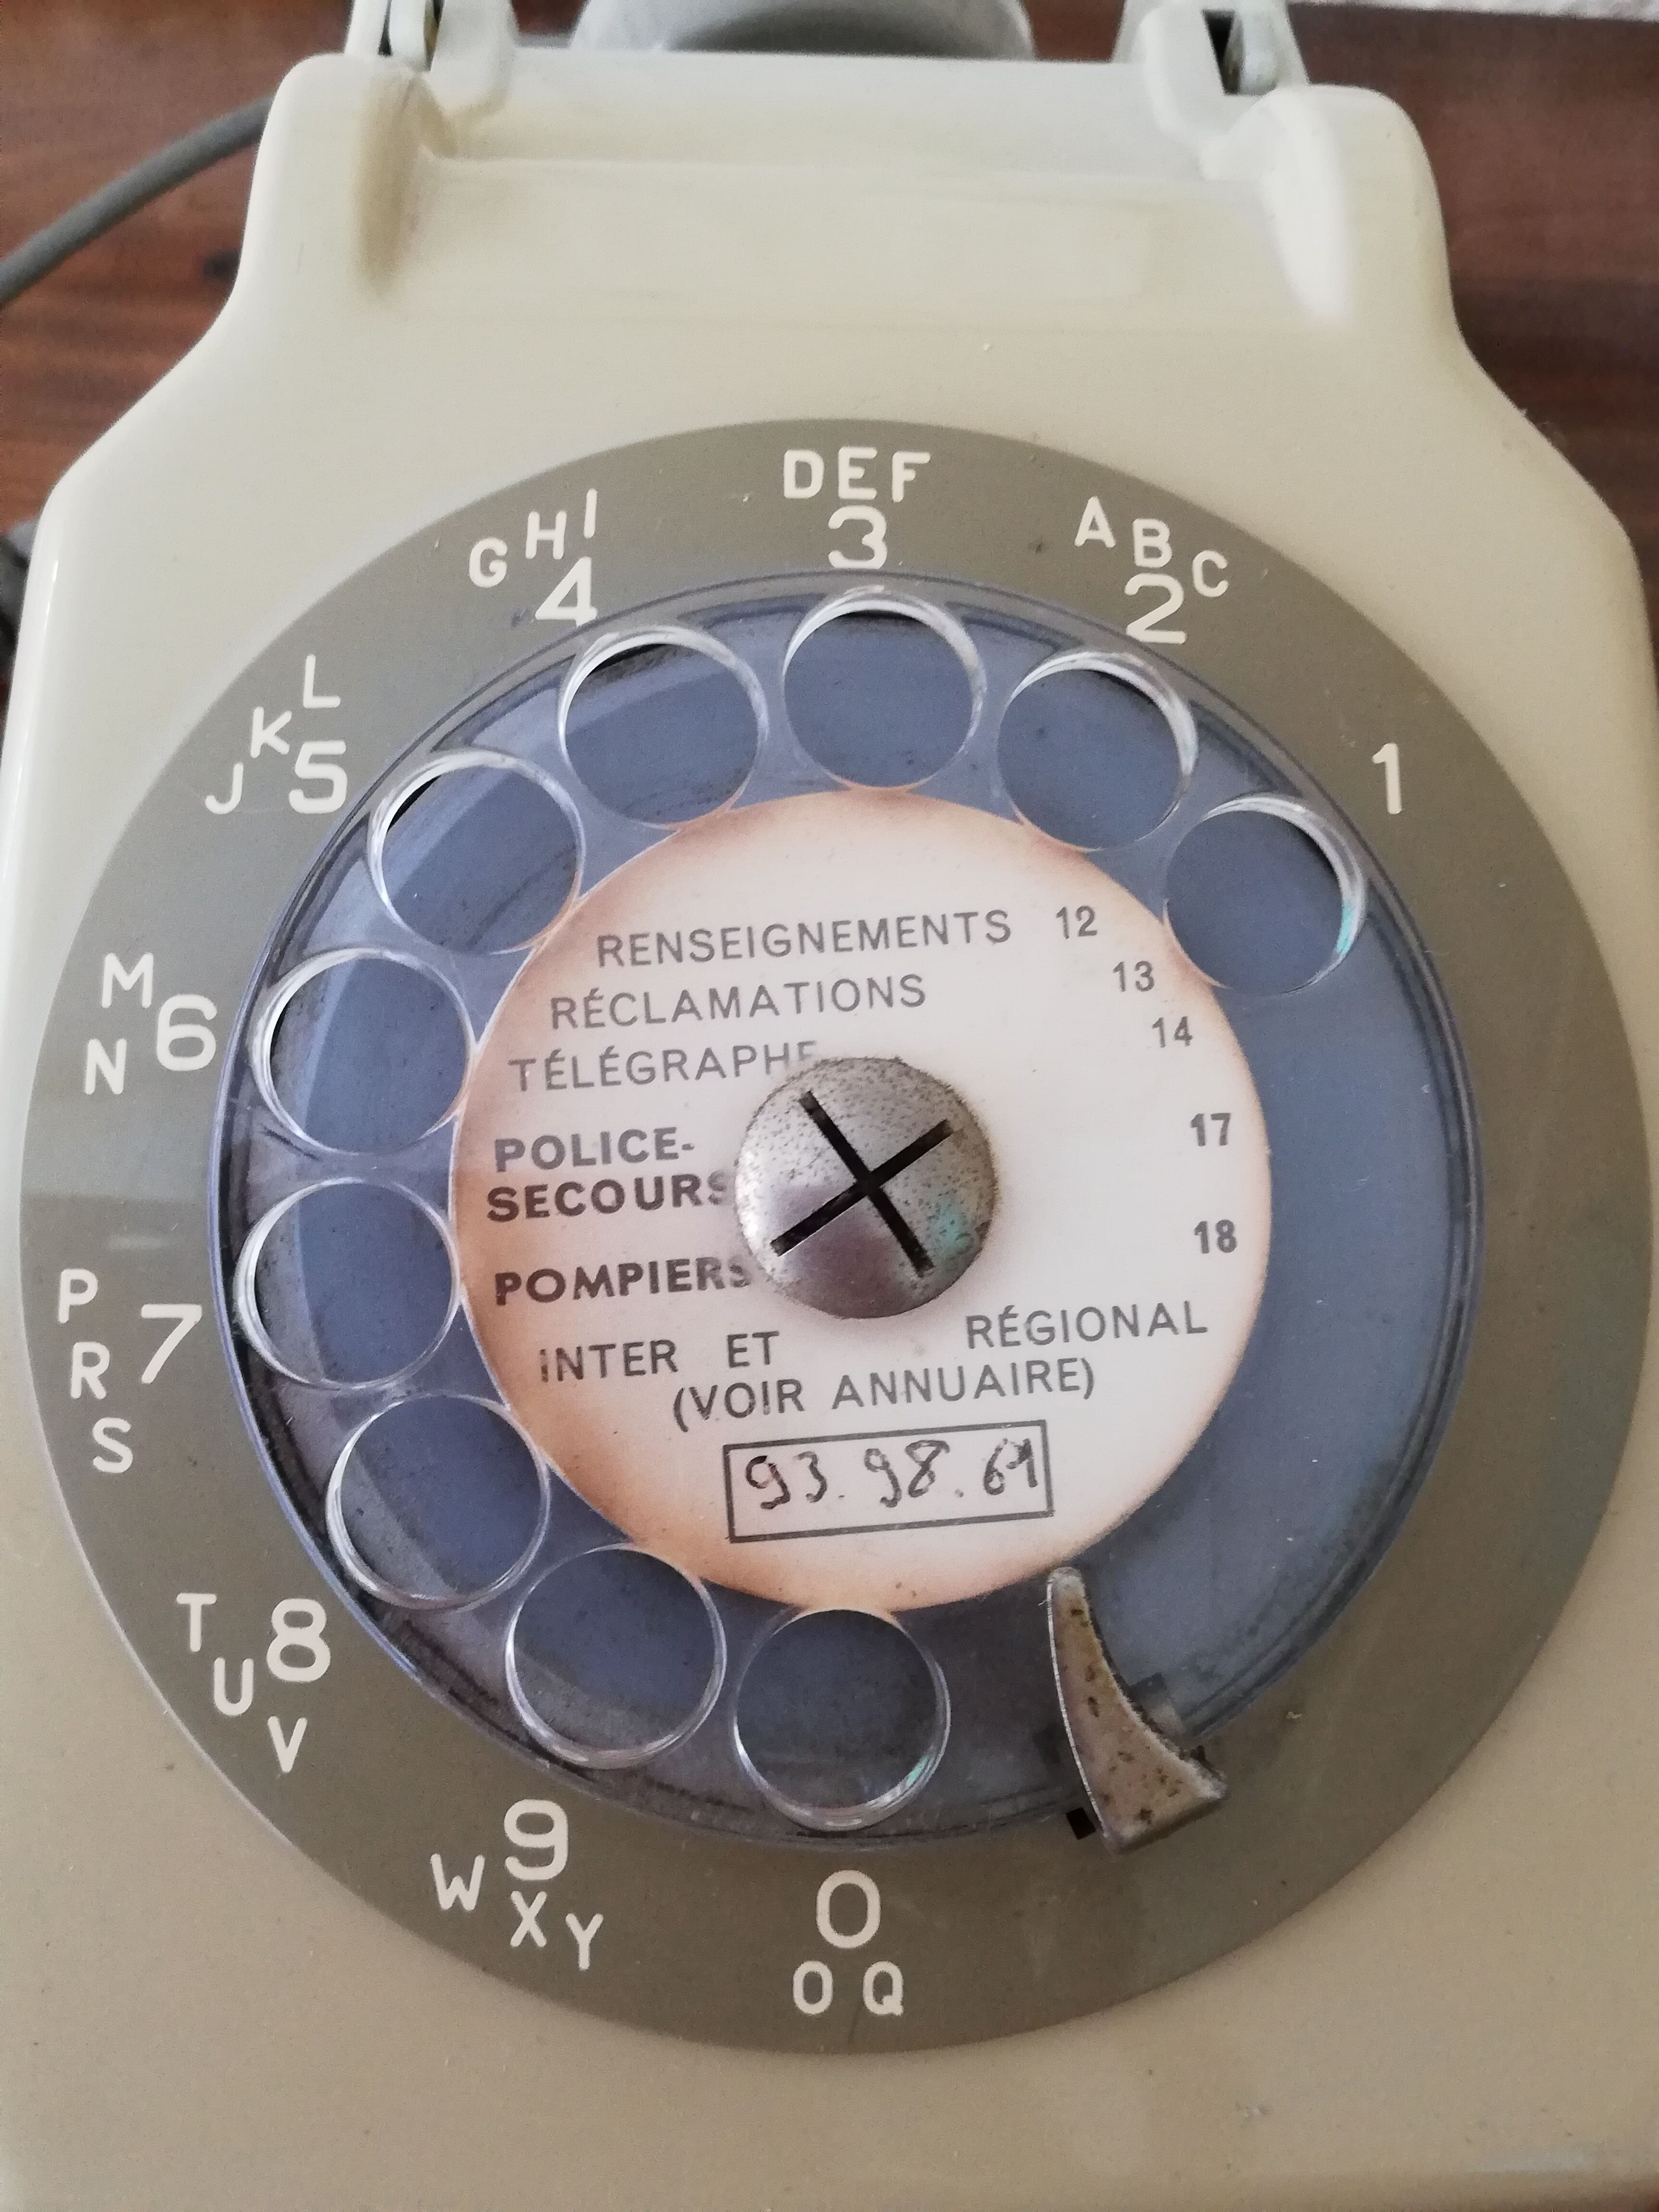 DEF
3
GHI
4
ABC
2
JKL
5
1
MN
6
PRS
7
TUV
8
9
WXY
0
OQ
RENSEIGNEMENTS 12
RÉCLAMATIONS 13
TÉLÉGRAPHE 14
POLICE-
SECOURS 17
POMPIERS 18
INTER ET RÉGIONAL
(VOIR ANNUAIRE)
93.98.61